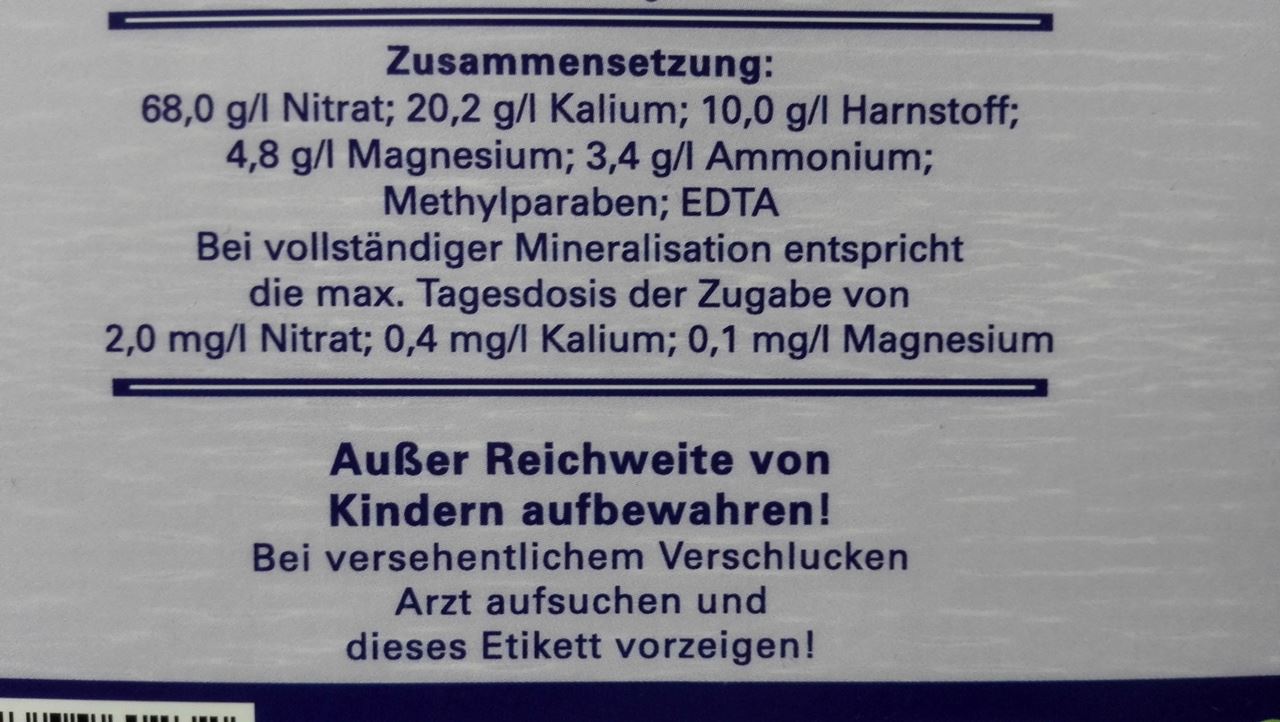 Zusammensetzung:
68,0 g/l Nitrat; 20,2 g/l Kalium; 10,0 g/l Harnstoff;
4,8 g/l Magnesium; 3,4 g/l Ammonium;
Methylparaben; EDTA
Bei vollständiger Mineralisation entspricht
die max. Tagesdosis der Zugabe von
2,0 mg/l Nitrat; 0,4 mg/l Kalium; 0,1 mg/l Magnesium
Außer Reichweite von
Kindern aufbewahren!
Bei versehentlichem Verschlucken
Arzt aufsuchen und
dieses Etikett vorzeigen!